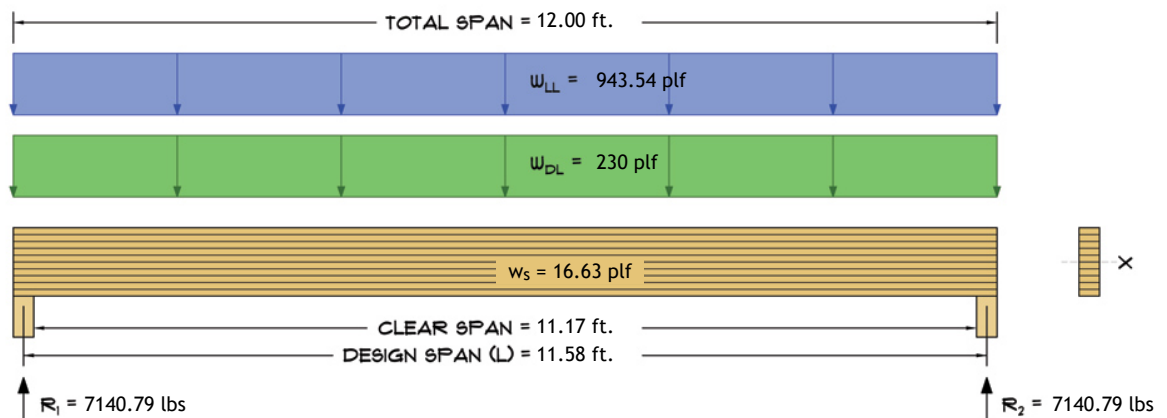 TOTAL SPAN = 12.00 ft.
WLL = 943.54 plf
WDL = 230 plf
ws = 16.63 plf
X
CLEAR SPAN = 11.17 ft.
DESIGN SPAN (L) = 11.58 ft.
R1 = 7140.79 lbs
R2 = 7140.79 lbs